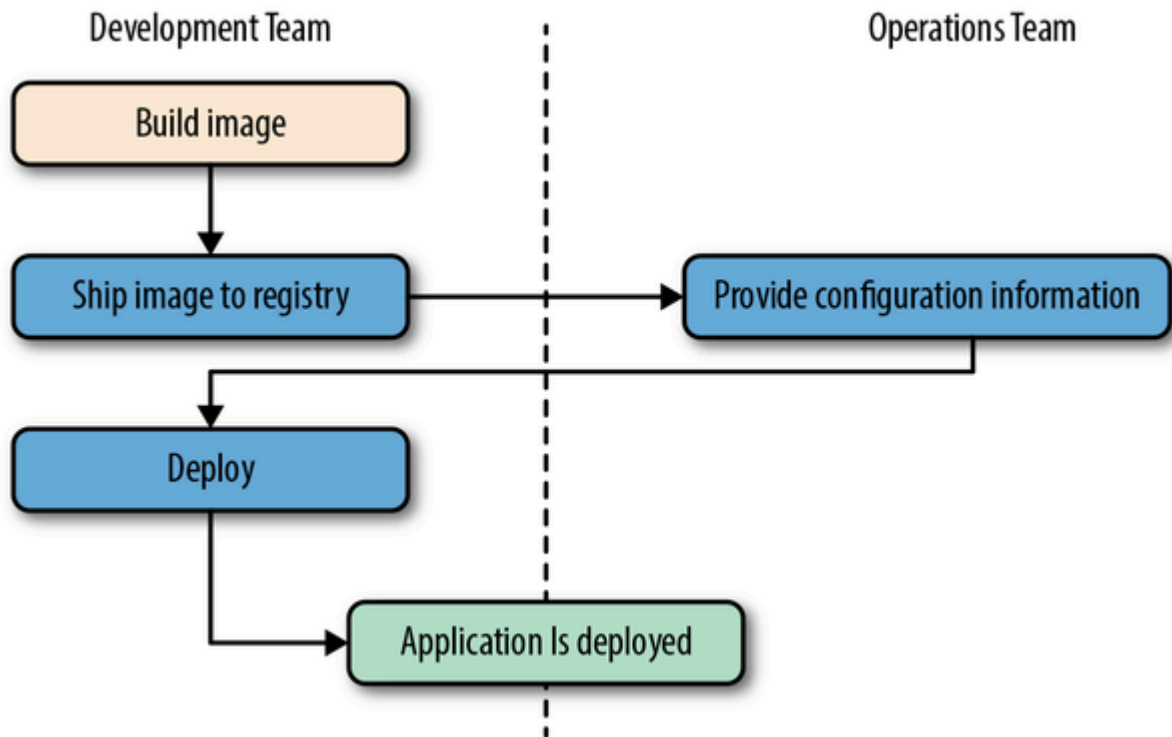 Development Team
Operations Team
Build image
Ship image to registry
Provide configuration information
Deploy
Application Is deployed